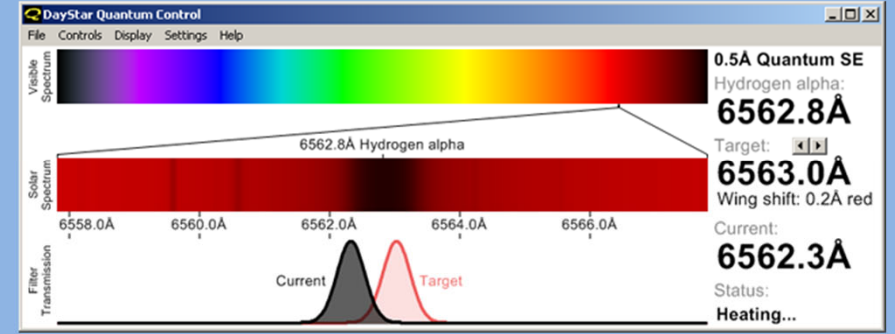 DayStar Quantum Control
File Controls Display Settings Help
Visible
Spectrum
0.5Å Quantum SE
Hydrogen alpha:
6562.8Å
6562.8Å Hydrogen alpha
Target:
6563.0Å
Wing shift: 0.2Å red
Solar
Spectrum
6558.0Å 6560.0Å 6562.0Å 6564.0Å 6566.0Å
Current:
6562.3Å
Filter
Transmission
Current Target
Status:
Heating...